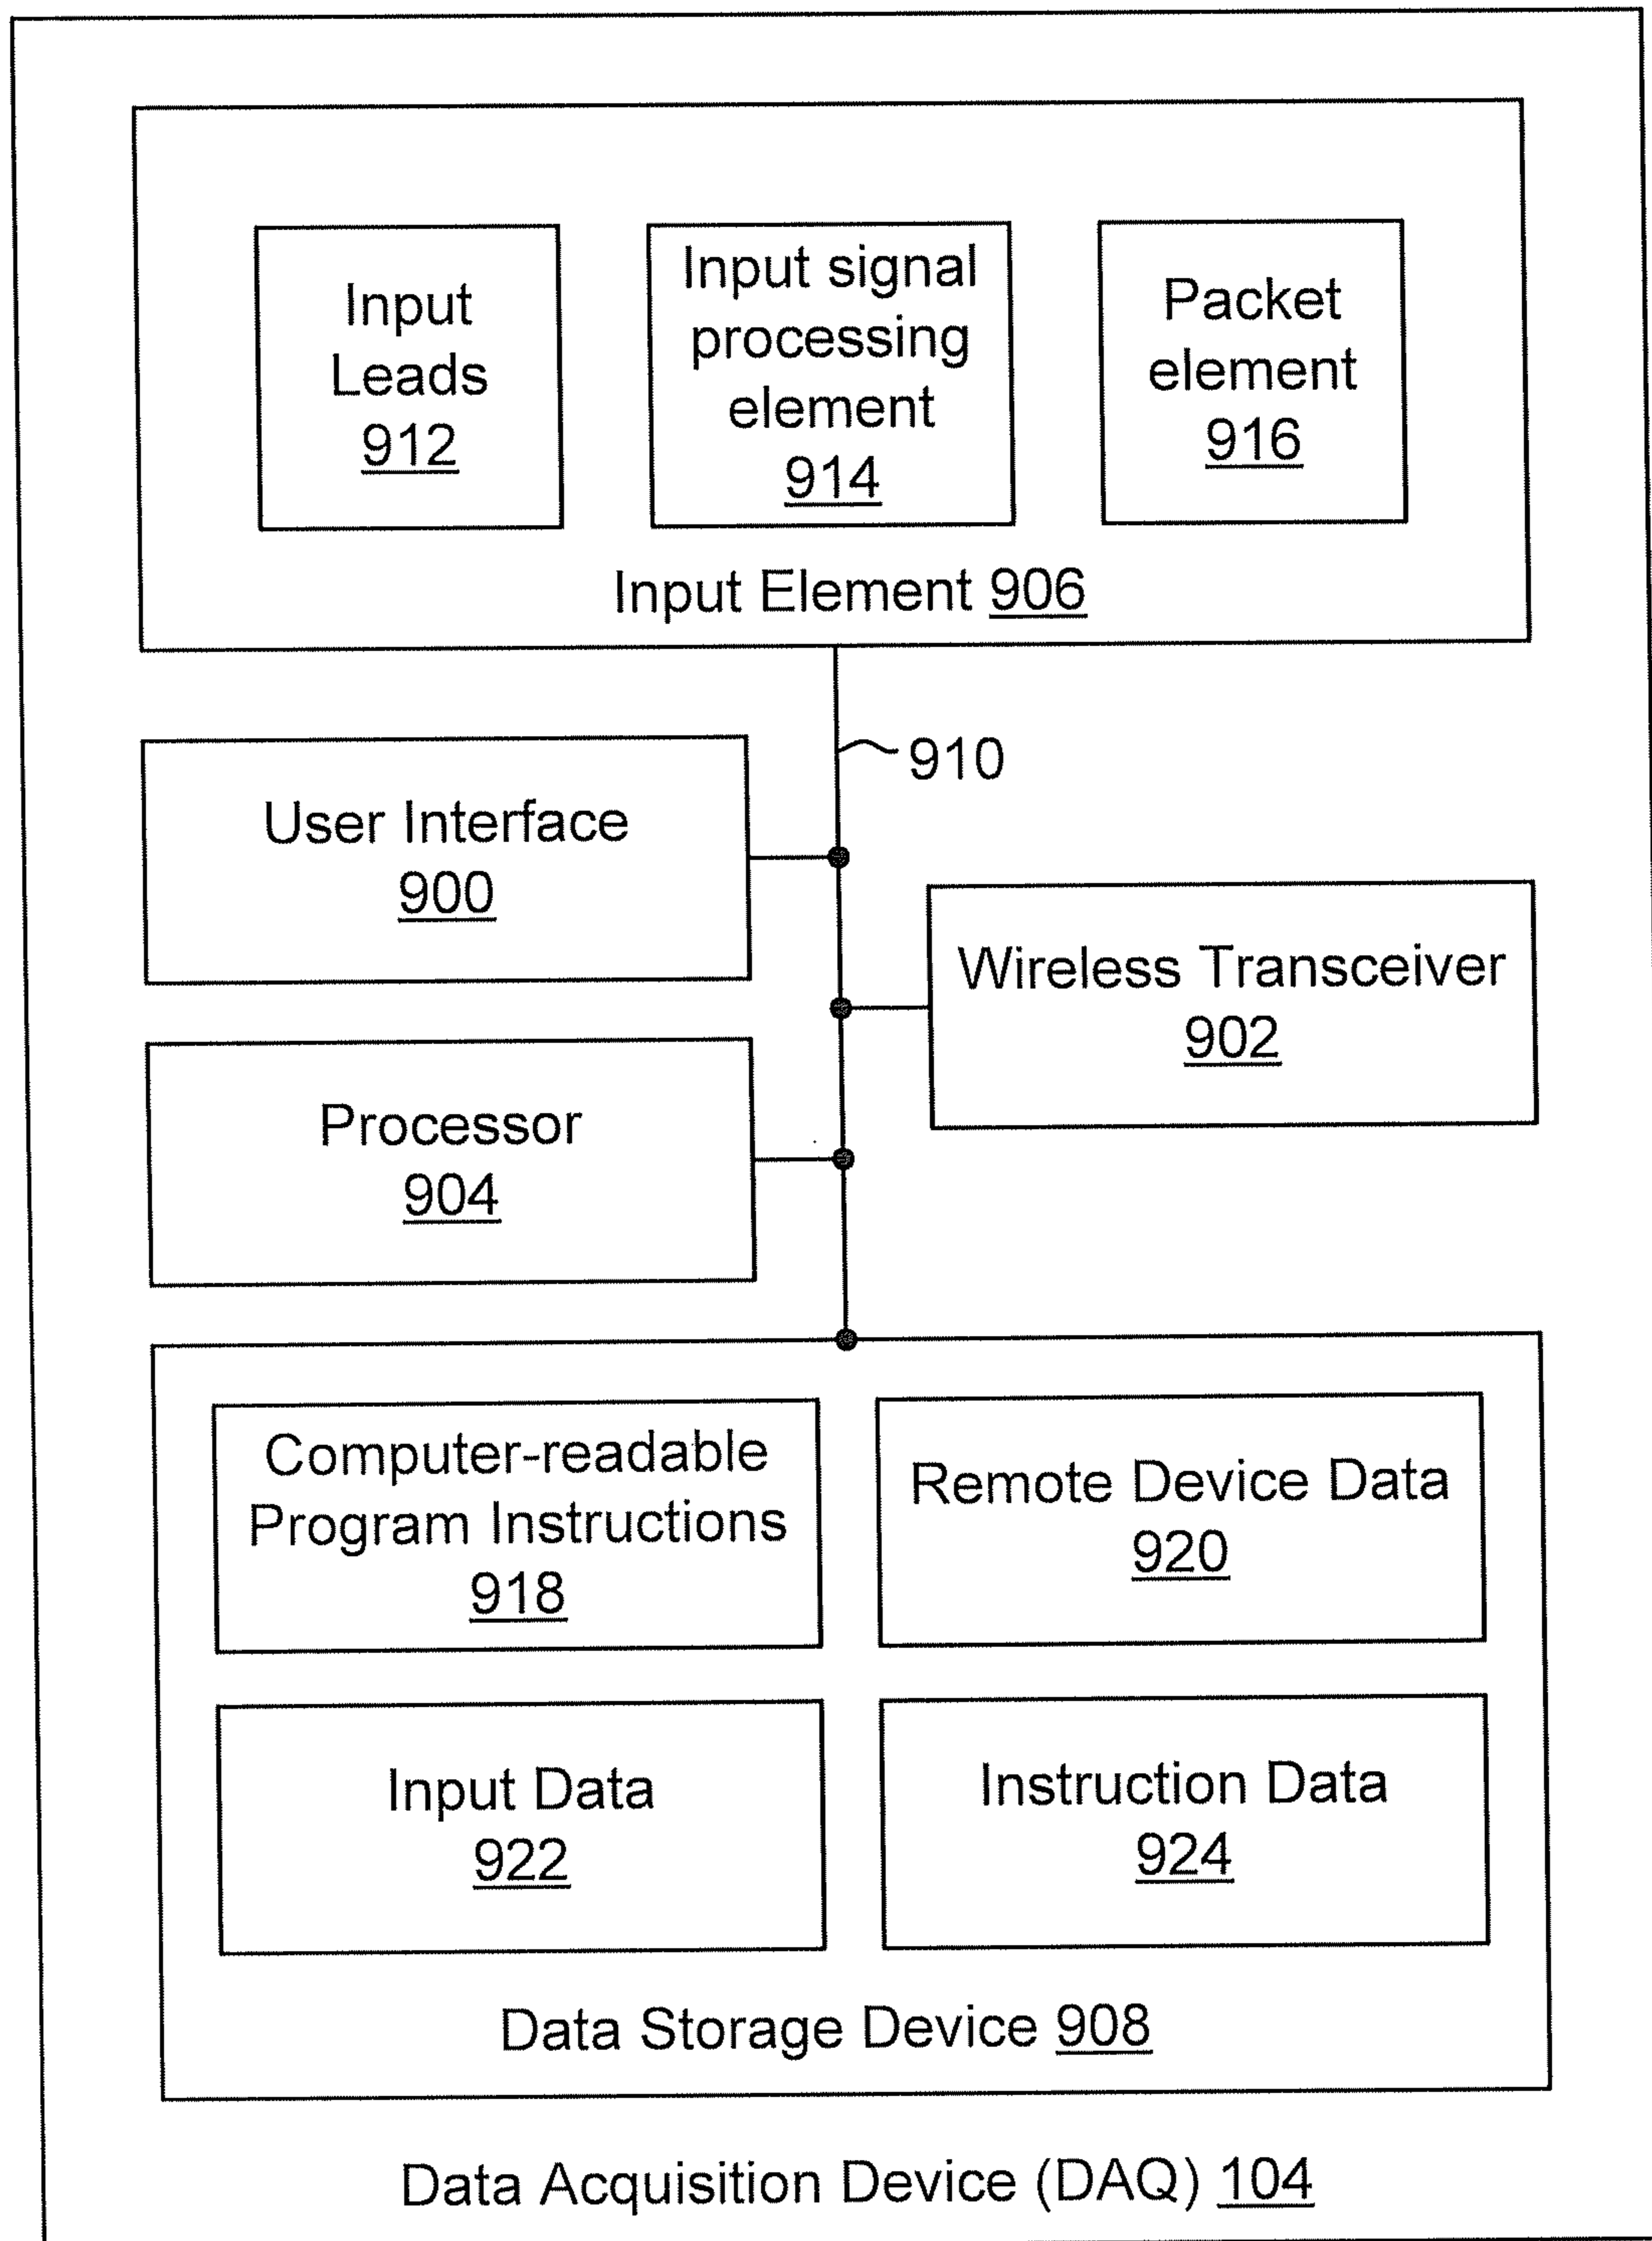 Input
Leads
912
Input signal
processing
element
914
Packet
element
916
Input Element 906
910
User Interface
900
Wireless Transceiver
902
Processor
904
Computer-readable
Program Instructions
918
Remote Device Data
920
Input Data
922
Instruction Data
924
Data Storage Device 908
Data Acquisition Device (DAQ) 104